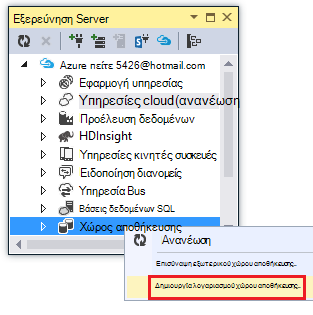 Εξερεύνηση Server
Azure πείτε 5426@hotmail.com
Εφαρμογή υπηρεσίας
Υπηρεσίες cloud(ανανέωση
Προέλευση δεδομένων
HDInsight
Υπηρεσίες κινητές συσκευές
Ειδοποίηση διανομείς
Υπηρεσία Bus
Βάσεις δεδομένων SQL
Χώρος αποθήκευσης
Ανανέωση
Επισύναψη εξωτερικού χώρου αποθήκευσης..
Δημιουργία λογαριασμού χώρου αποθήκευσης..